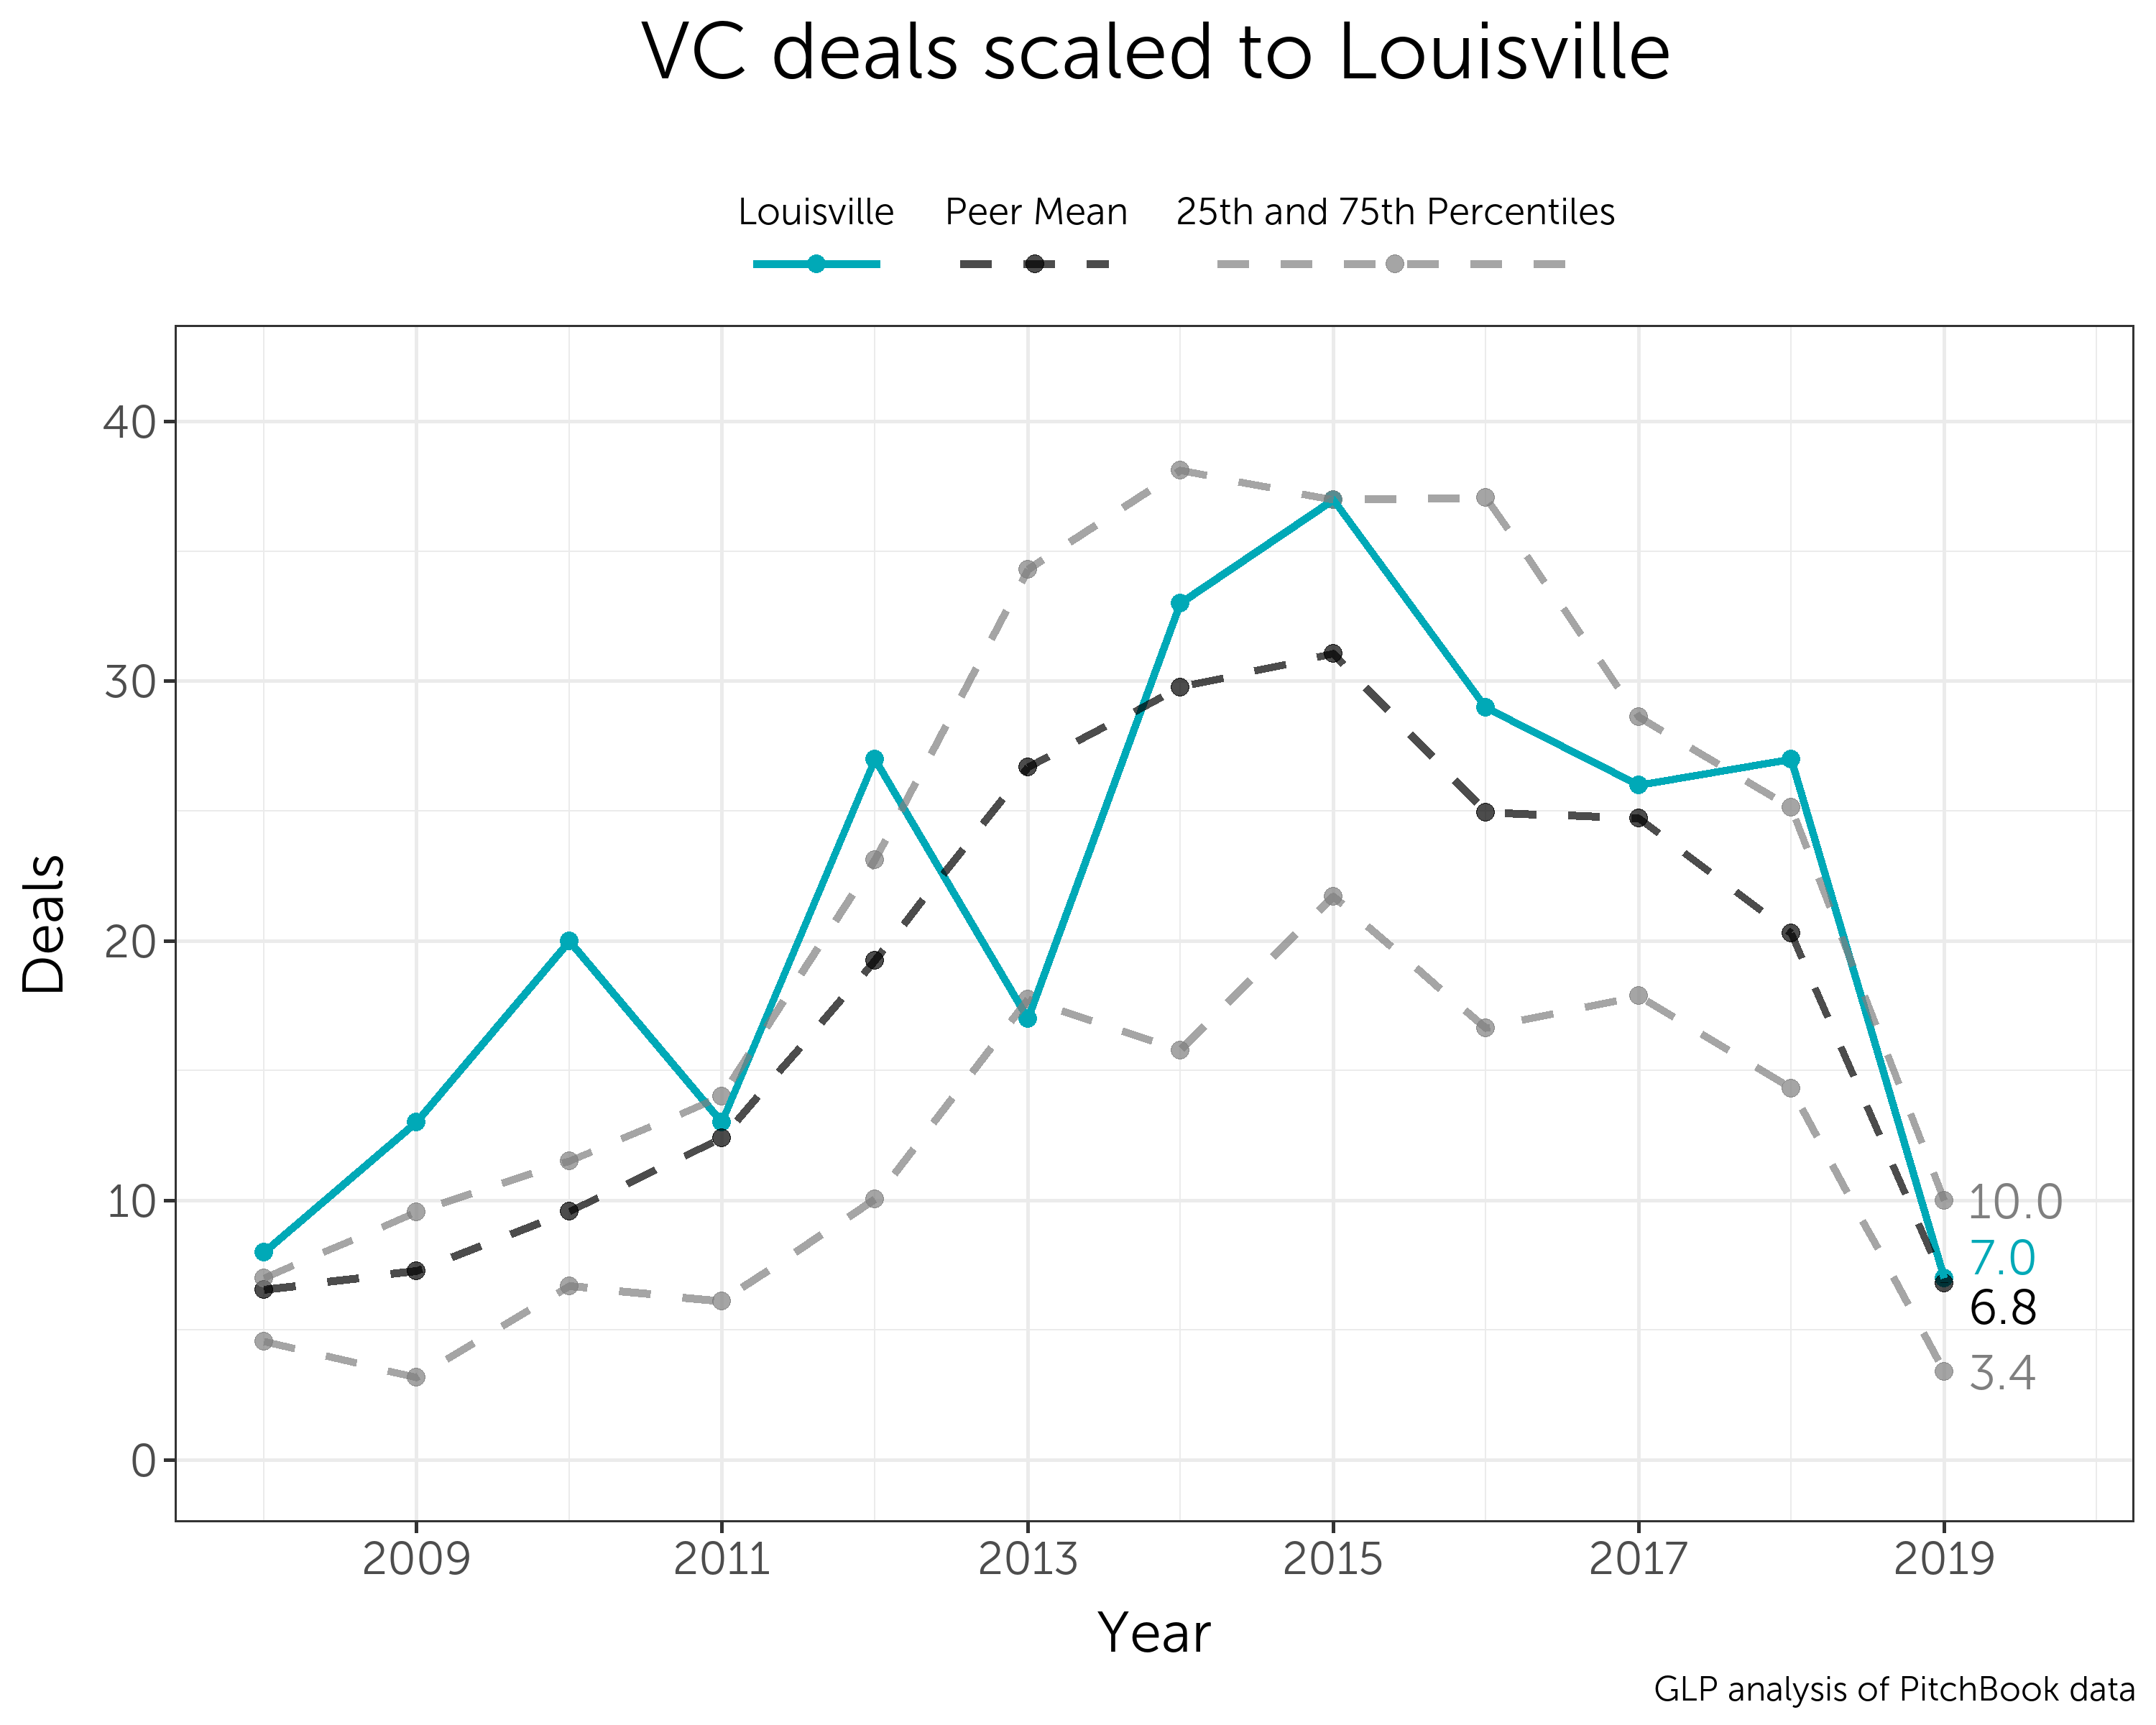 VC deals scaled to Louisville
Louisville Peer Mean 25th and 75th Percentiles
40
30
20
10
0
Deals
10.0
7.0
6.8
3.4
2009 2011 2013 2015 2017 2019
Year
GLP analysis of PitchBook data